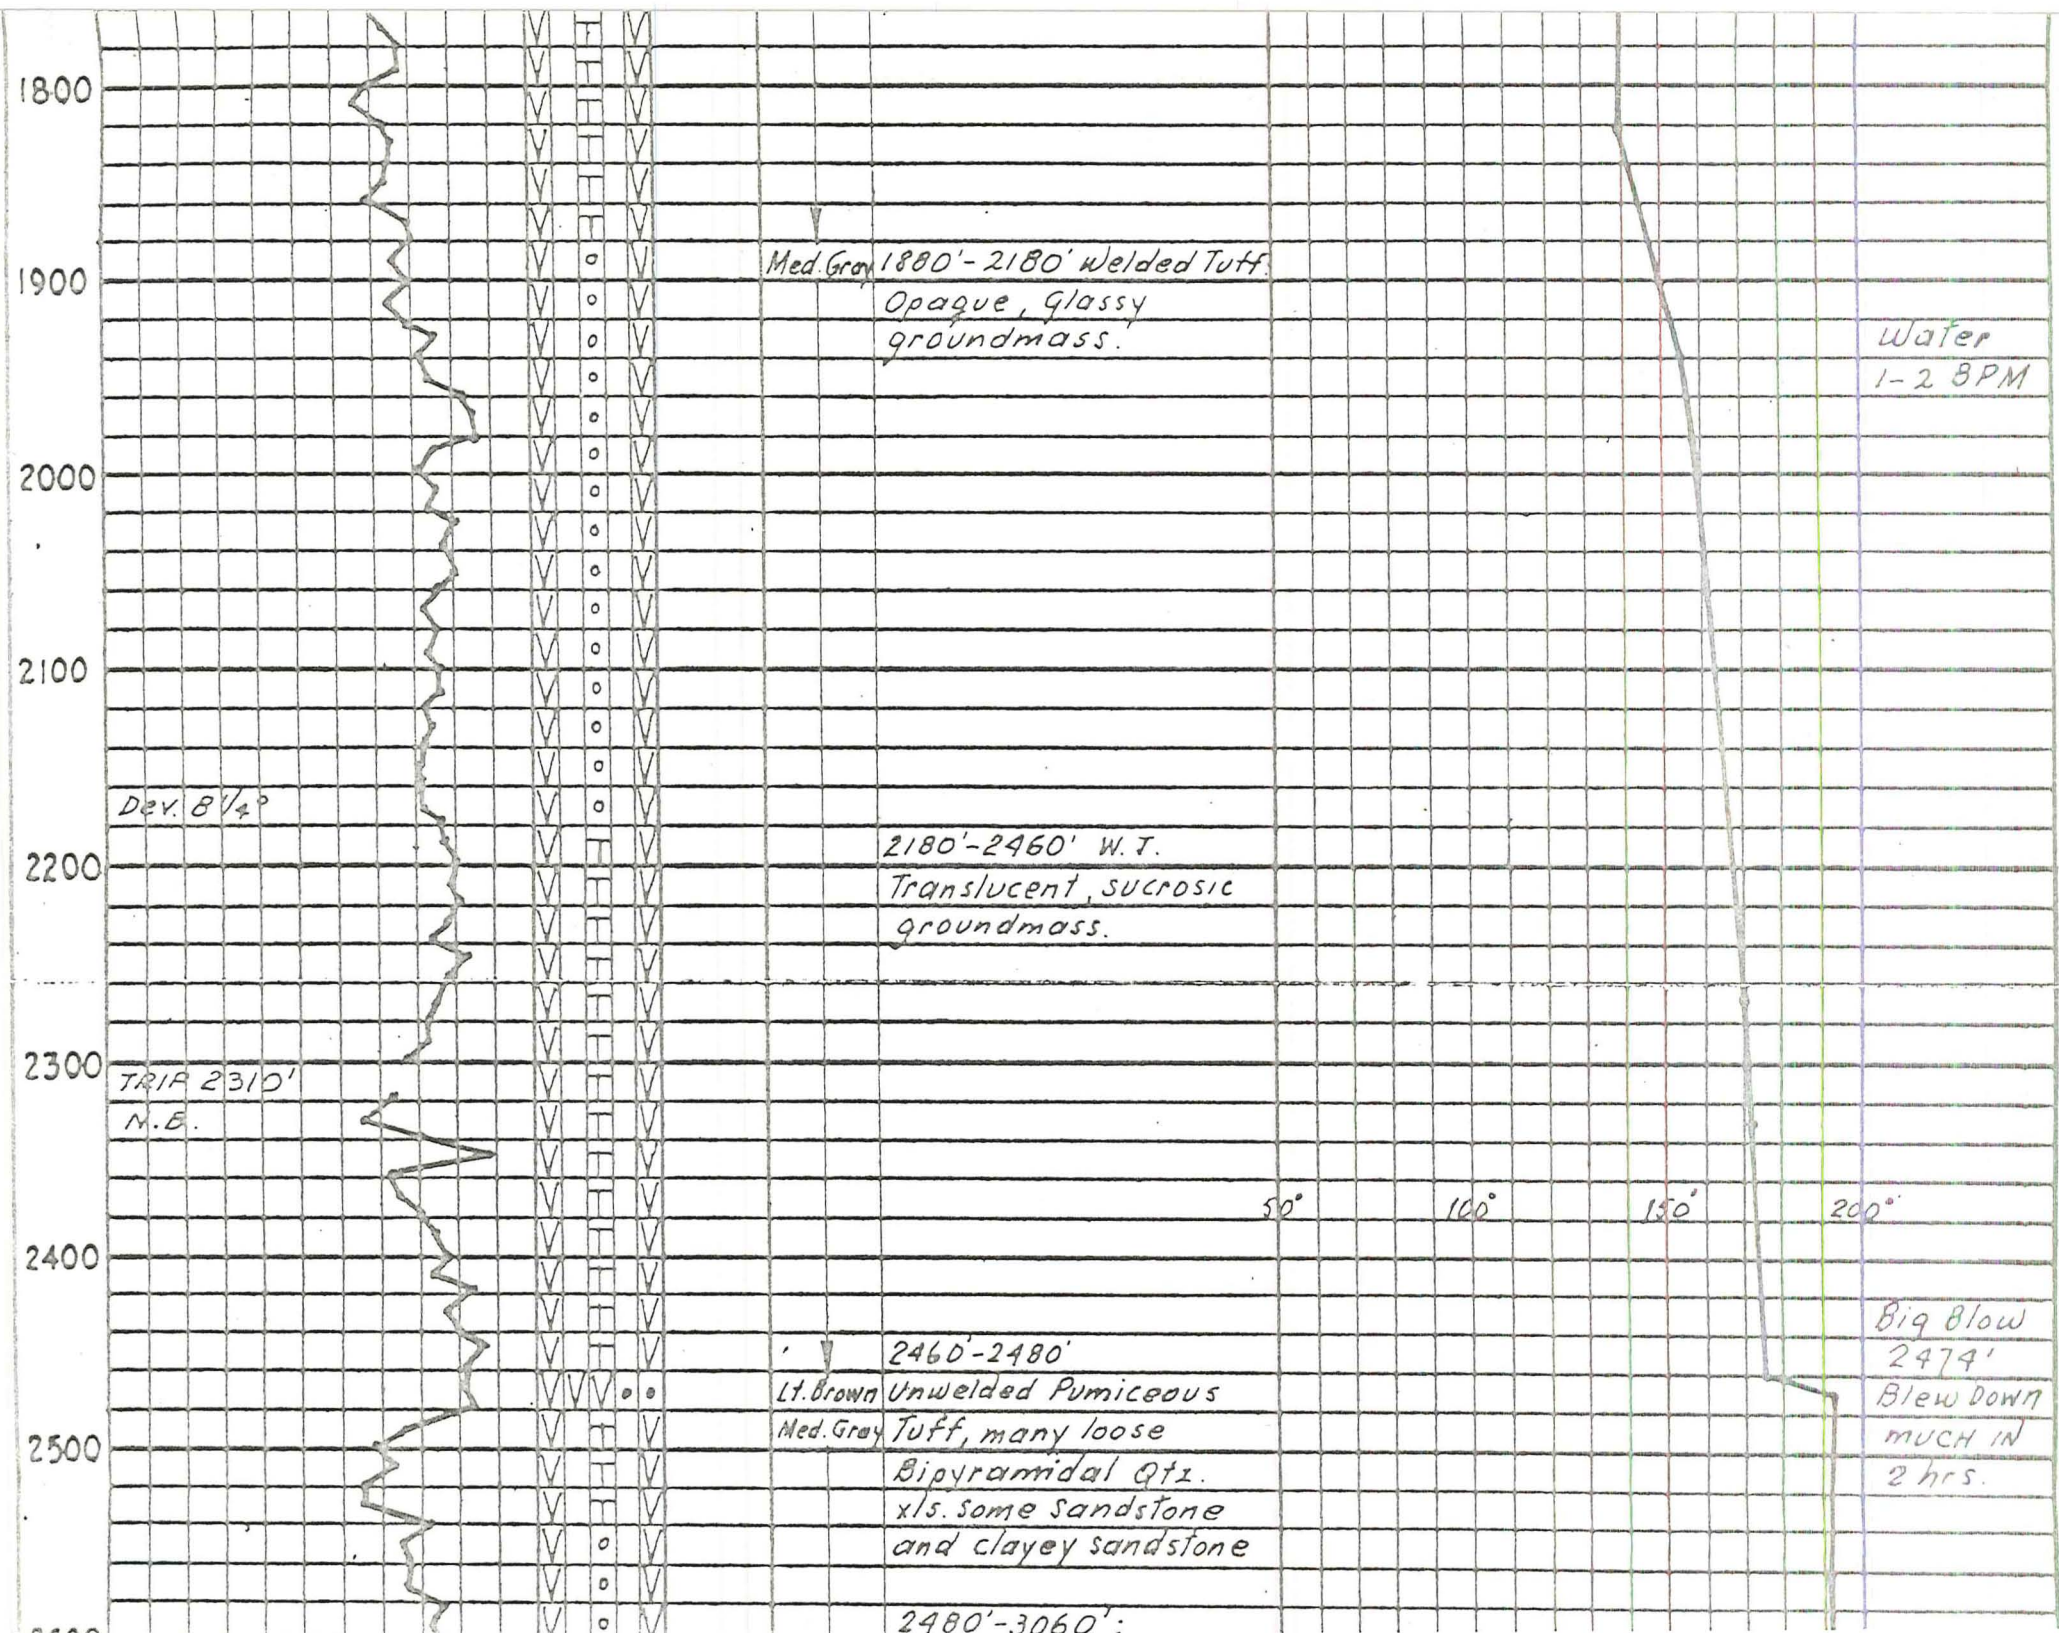 1800
Med. Gray 1880'-2180' Welded Tuff.
1900
Opaque, Glassy
groundmass.
Water
1-2 BPM
2000
2100
Dev. 8 1/4°
2180'-2460' W.T.
2200
Translucent, sucrosic
groundmass.
2300
TRIP 2310'
N.B.
50° 100° 150° 200°
2400
Big Blow
2460'-2480'
2474'
Lt. Brown Unwelded Pumiceous
Blew Down
Med. Gray Tuff, many loose
2500
MUCH IN
Bipyramidal Qtz.
2 hrs.
xls. some sandstone
and clayey sandstone
2480'-3060':